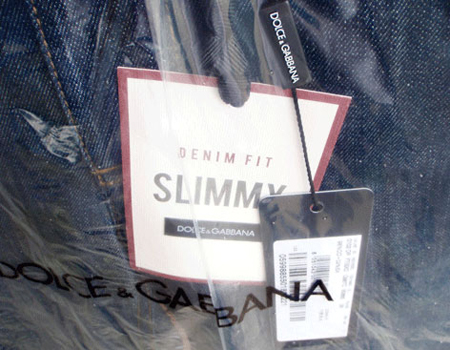 DOLCE & GABBANA
DENIM FIT
SLIMMY
DOLCE & GABBANA
DOLCE & GABBANA